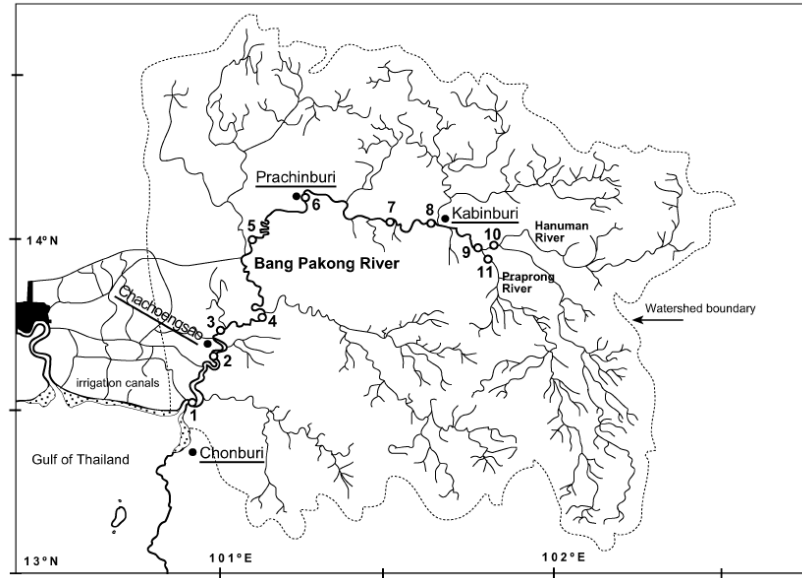 Prachinburi
6
7
8
Kabinburi
5
14°N
Bang Pakong River
9
10
11
Hanuman
River
Praprong
River
Chachoengsao
3
4
2
Watershed boundary
irrigation canals
1
Gulf of Thailand
Chonburi
13°N
101°E
102°E